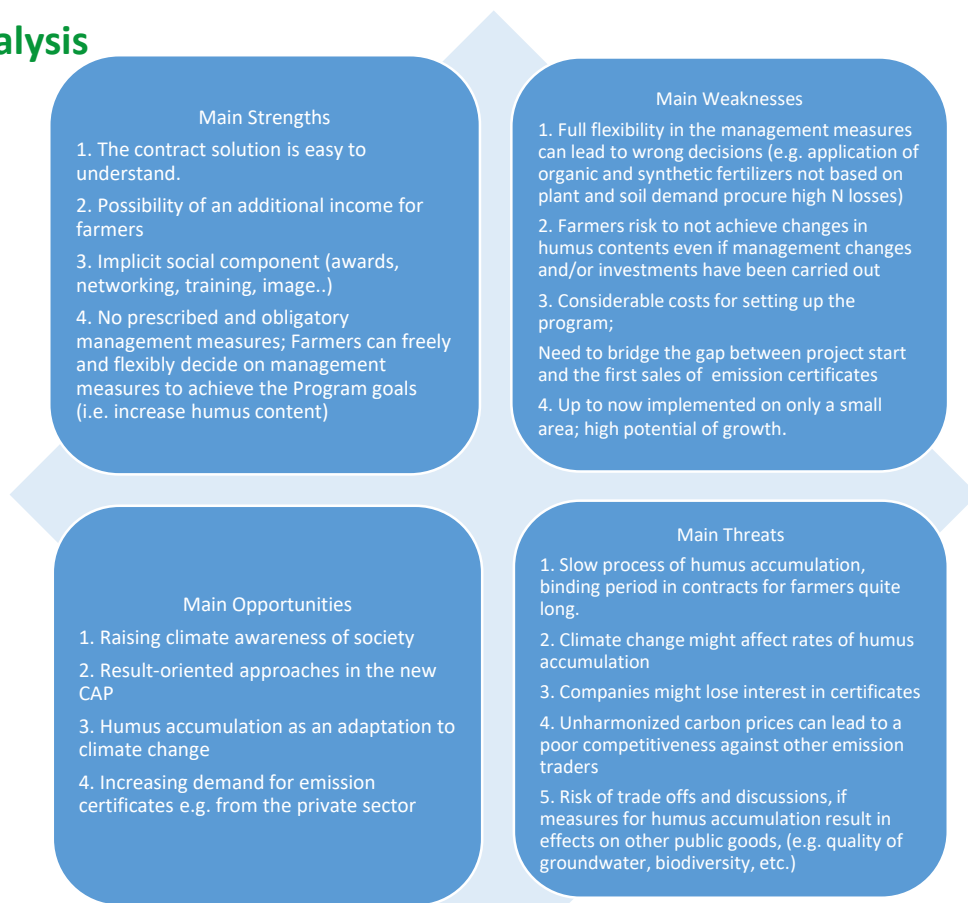 alysis
Main Strengths
1. The contract solution is easy to
understand.
2. Possibility of an additional income for
farmers
3. Implicit social component (awards,
networking, training, image..)
4. No prescribed and obligatory
management measures; Farmers can freely
and flexibly decide on management
measures to achieve the Program goals
(i.e. increase humus content)
Main Weaknesses
1. Full flexibility in the management measures
can lead to wrong decisions (e.g. application of
organic and synthetic fertilizers not based on
plant and soil demand procure high N losses)
2. Farmers risk to not achieve changes in
humus contents even if management changes
and/or investments have been carried out
3. Considerable costs for setting up the
program;
Need to bridge the gap between project start
and the first sales of emission certificates
4. Up to now implemented on only a small
area; high potential of growth.
Main Opportunities
1. Raising climate awareness of society
2. Result-oriented approaches in the new
CAP
3. Humus accumulation as an adaptation to
climate change
4. Increasing demand for emission
certificates e.g. from the private sector
Main Threats
1. Slow process of humus accumulation,
binding period in contracts for farmers quite
long.
2. Climate change might affect rates of humus
accumulation
3. Companies might lose interest in certificates
4. Unharmonized carbon prices can lead to a
poor competitiveness against other emission
traders
5. Risk of trade offs and discussions, if
measures for humus accumulation result in
effects on other public goods, (e.g. quality of
groundwater, biodiversity, etc.)